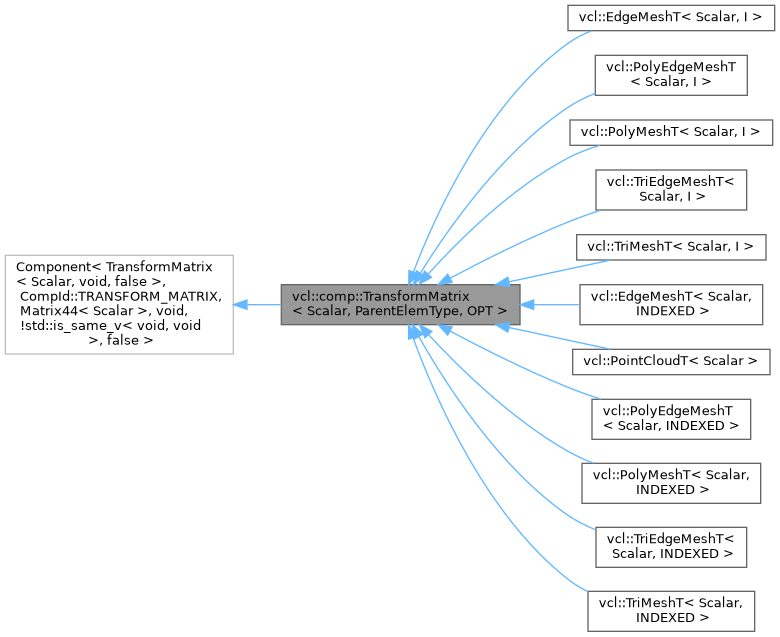 vcl::EdgeMeshT< Scalar, I >
vcl::PolyEdgeMeshT
< Scalar, I >
vcl::PolyMeshT< Scalar, I >
vcl::TriEdgeMeshT<
Scalar, I >
vcl::TriMeshT< Scalar, I >
Component< TransformMatrix
< Scalar, void, false >,
CompId::TRANSFORM_MATRIX,
Matrix44< Scalar >, void,
!std::is_same_v< void, void
>, false >
vcl::comp::TransformMatrix
< Scalar, ParentElemType, OPT >
vcl::EdgeMeshT< Scalar,
INDEXED >
vcl::PointCloudT< Scalar >
vcl::PolyEdgeMeshT
< Scalar, INDEXED >
vcl::PolyMeshT< Scalar,
INDEXED >
vcl::TriEdgeMeshT<
Scalar, INDEXED >
vcl::TriMeshT< Scalar,
INDEXED >